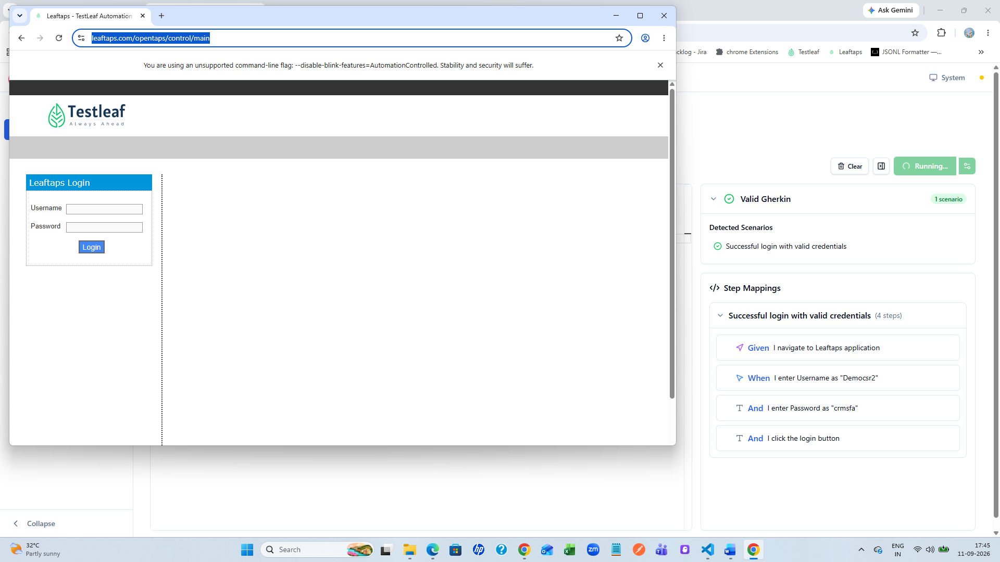 Leaftaps - TestLeaf Automation
Ask Gemini
leaftaps.com/opentaps/control/main
cklog - Jira
chrome Extensions
Testleaf
Leaftaps
JSONL Formatter —...
You are using an unsupported command-line flag: --disable-blink-features=AutomationControlled. Stability and security will suffer.
System
Testleaf
Always Ahead
Clear
Running...
Leaftaps Login
Username
Password
Login
Valid Gherkin
1 scenario
Detected Scenarios
Successful login with valid credentials
</> Step Mappings
Successful login with valid credentials (4 steps)
Given I navigate to Leaftaps application
When I enter Username as "Democsr2"
And I enter Password as "crmsfa"
And I click the login button
Collapse
32°C
Partly sunny
Search
ENG
IN
17:45
11-09-2026